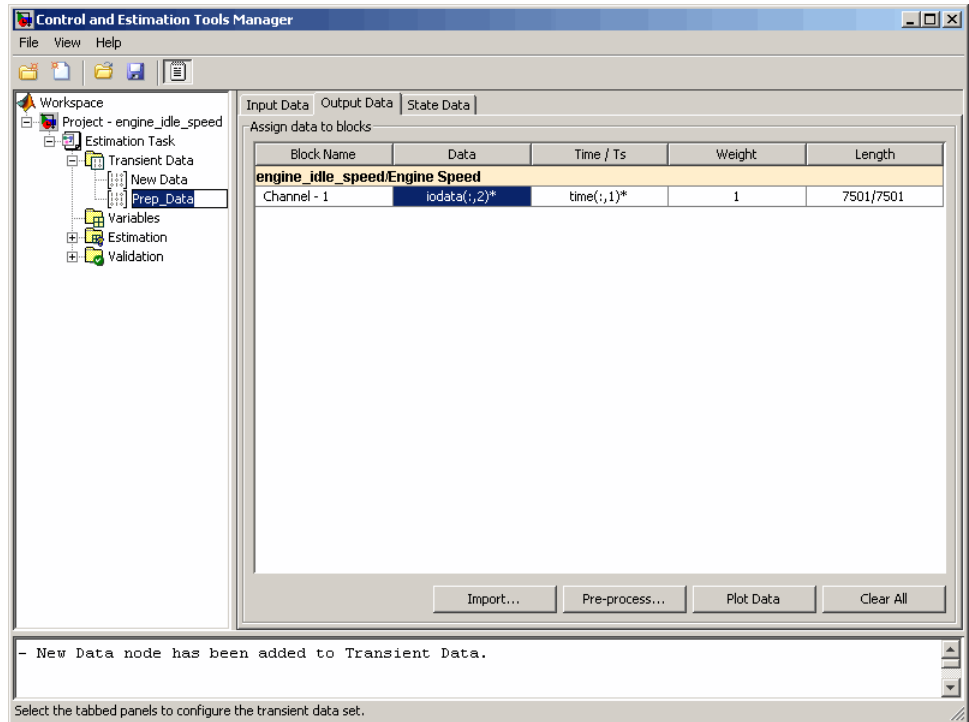 Control and Estimation Tools Manager
File View Help
Workspace
Project - engine_idle_speed
Estimation Task
Transient Data
New Data
Prep_Data
Variables
Estimation
Validation
Input Data Output Data State Data
Assign data to blocks
Block Name Data Time / Ts Weight Length
engine_idle_speed/Engine Speed
Channel - 1 iodata(:,2)* time(:,1)* 1 7501/7501
Import... Pre-process... Plot Data Clear All
- New Data node has been added to Transient Data.
Select the tabbed panels to configure the transient data set.